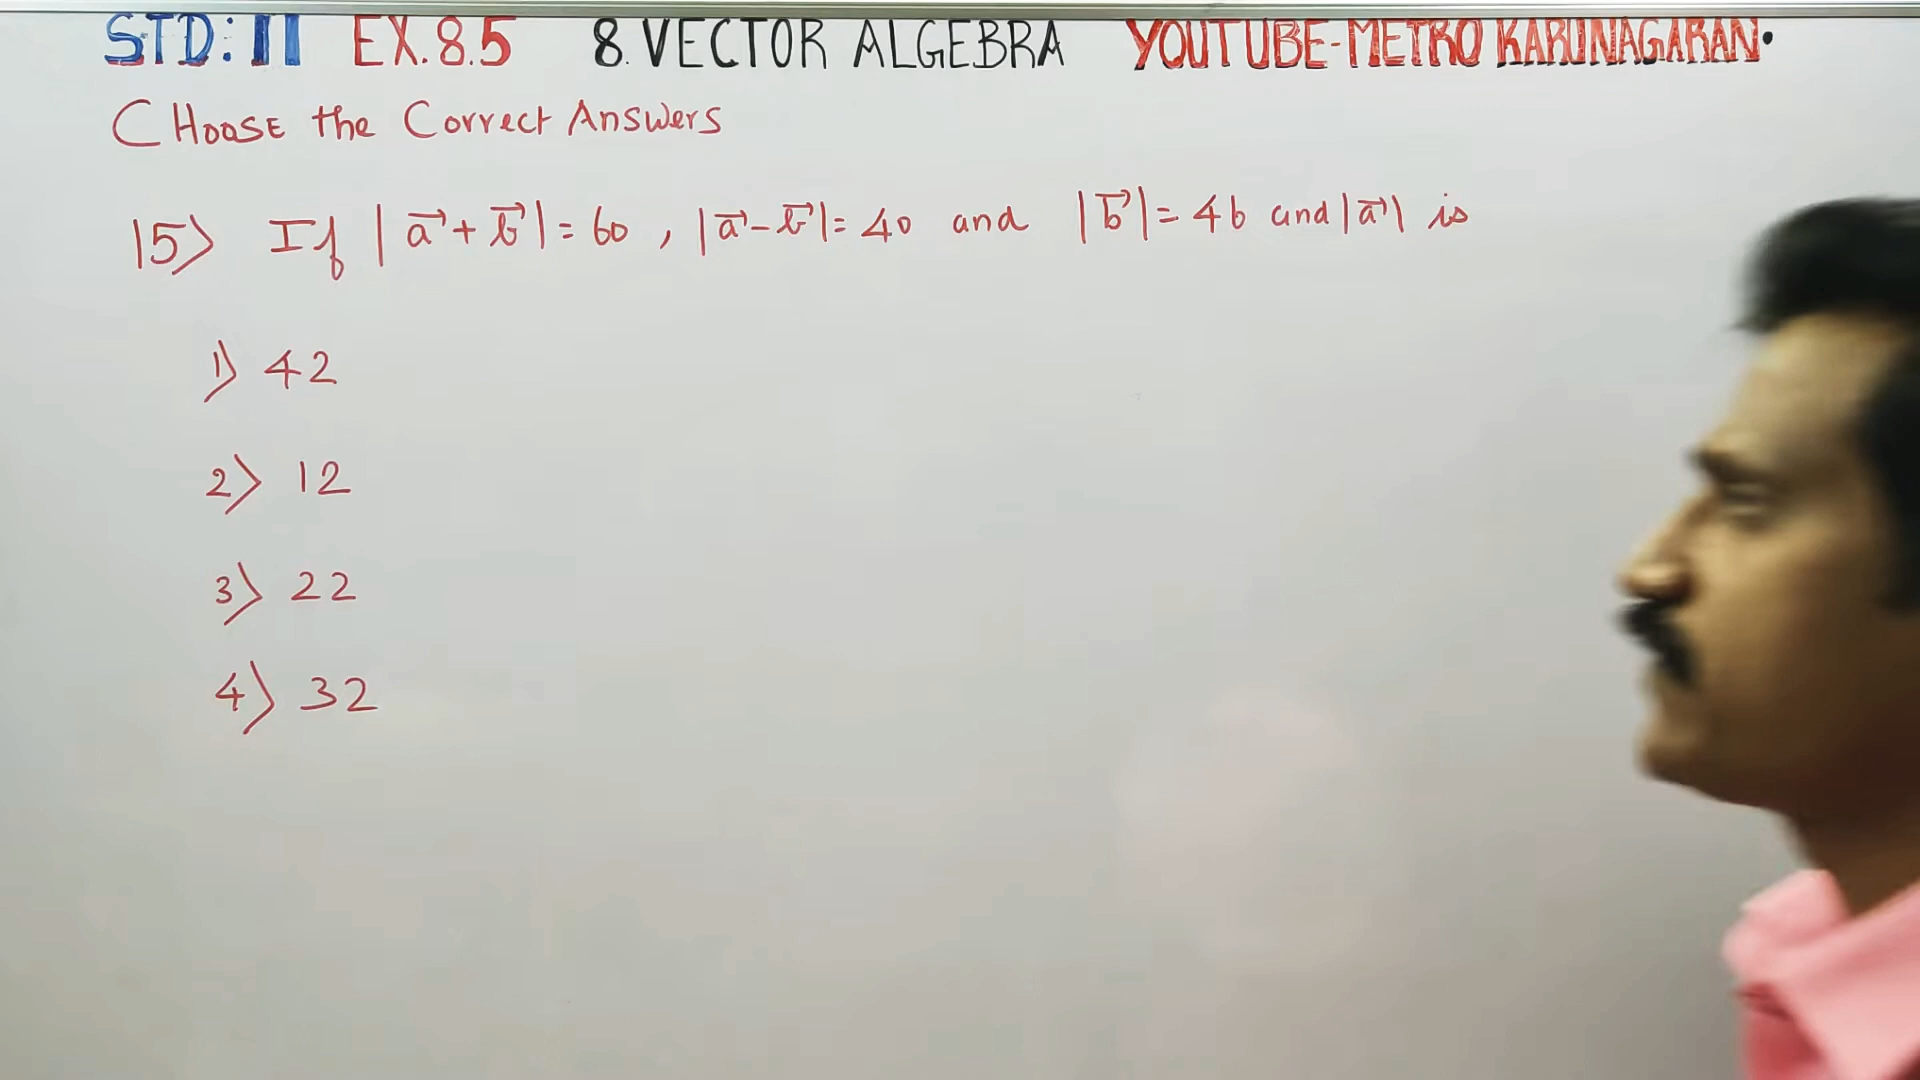 STD: 11 EX. 8.5 8. VECTOR ALGEBRA YOUTUBE-METRO KARUNAGARAN.
CHOOSE the Correct Answers
15) If |a⃗ + b⃗| = 60 , |a⃗ - b⃗| = 40 and |b⃗| = 46 and |a⃗| is
1) 42
2) 12
3) 22
4) 32